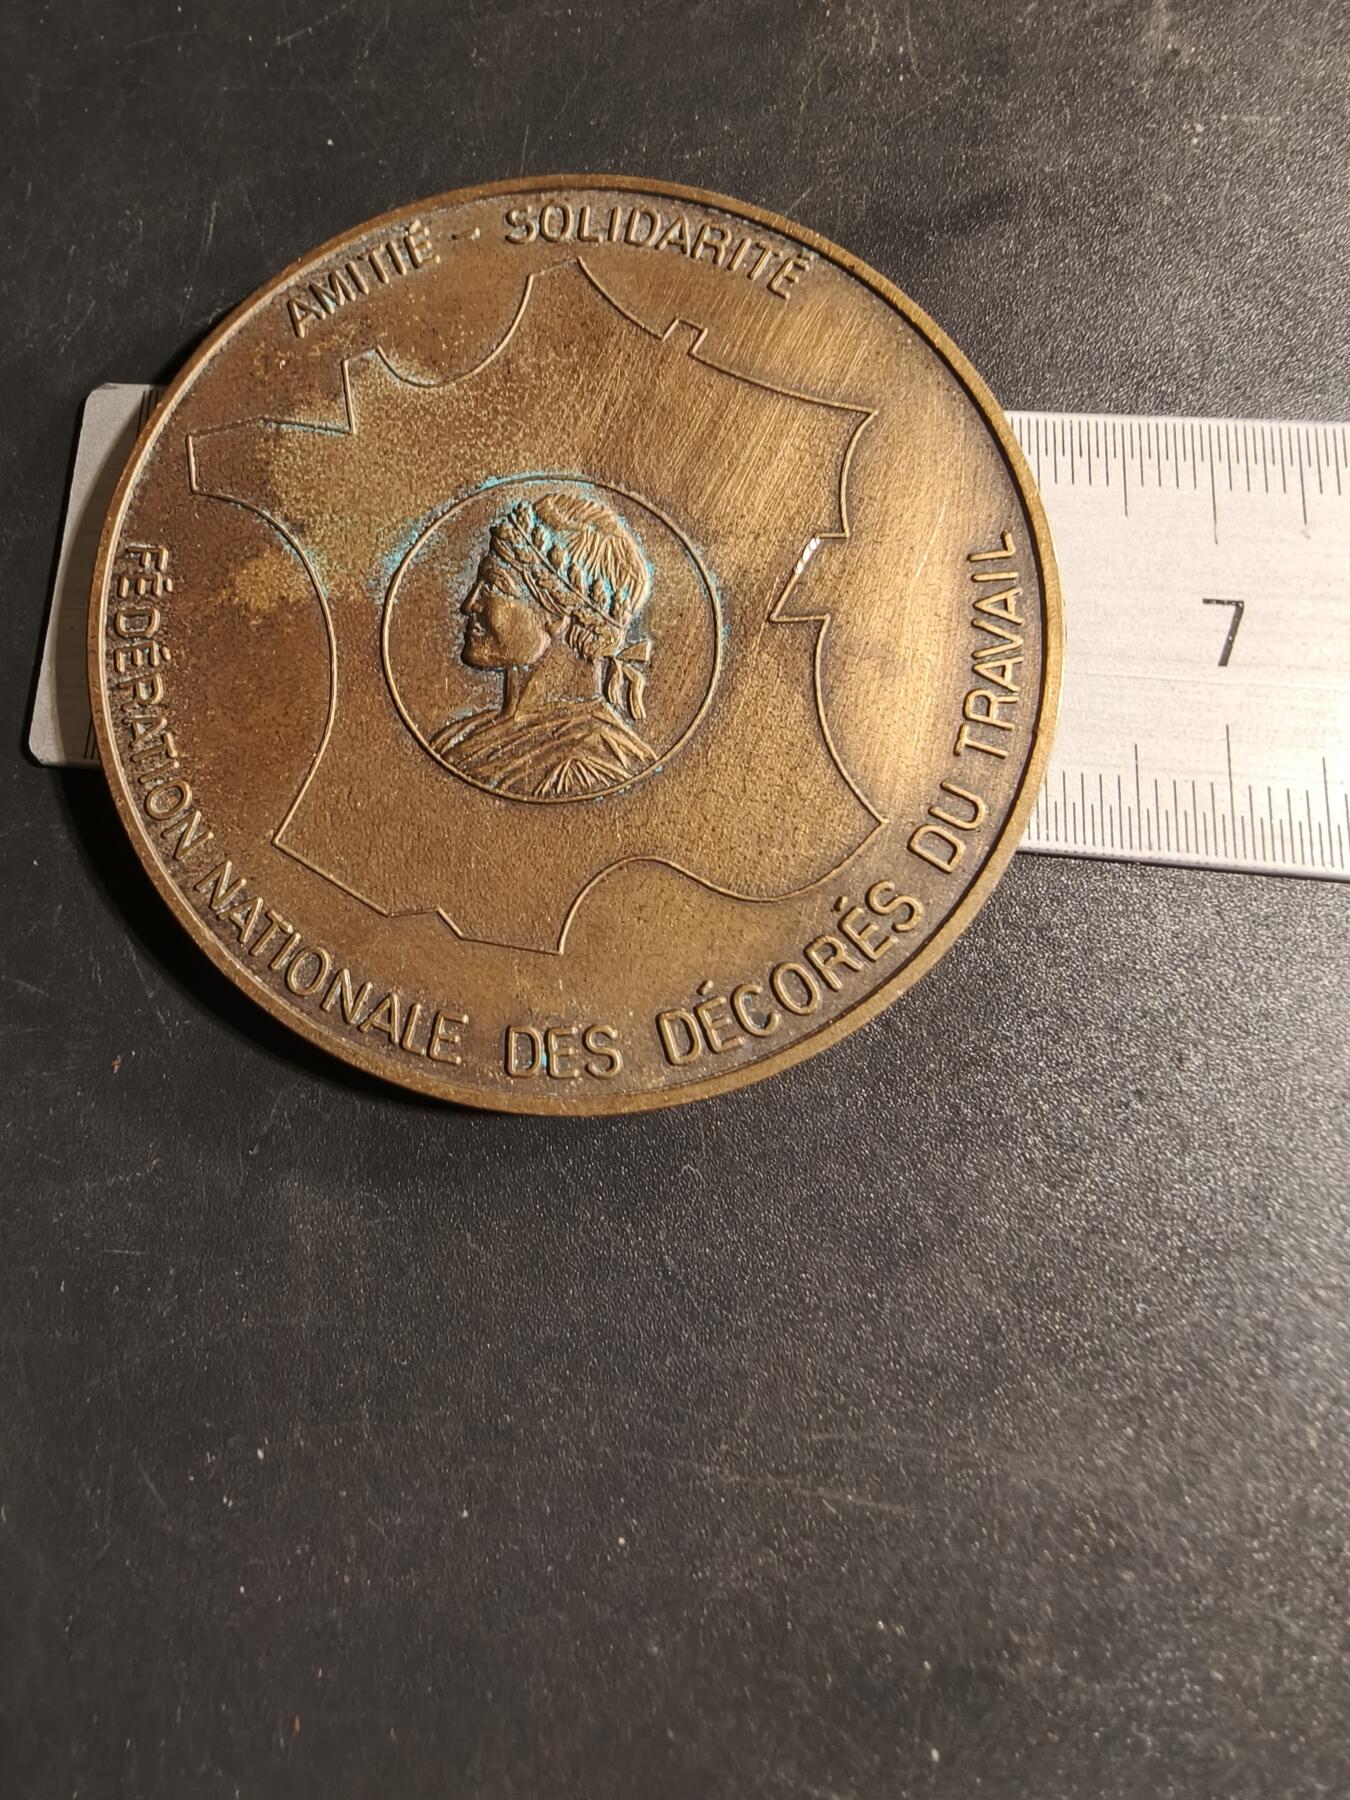 AMITIÉ - SOLIDARITÉ
FÉDÉRATION NATIONALE DES DÉCORÉS DU TRAVAIL
7